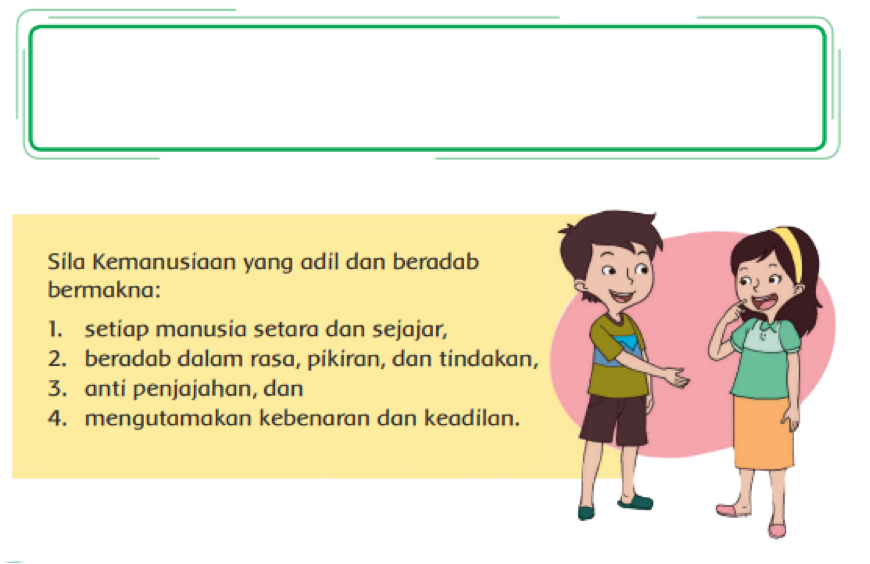 Sila Kemanusiaan yang adil dan beradab
bermakna:
1. setiap manusia setara dan sejajar,
2. beradab dalam rasa, pikiran, dan tindakan,
3. anti penjajahan, dan
4. mengutamakan kebenaran dan keadilan.